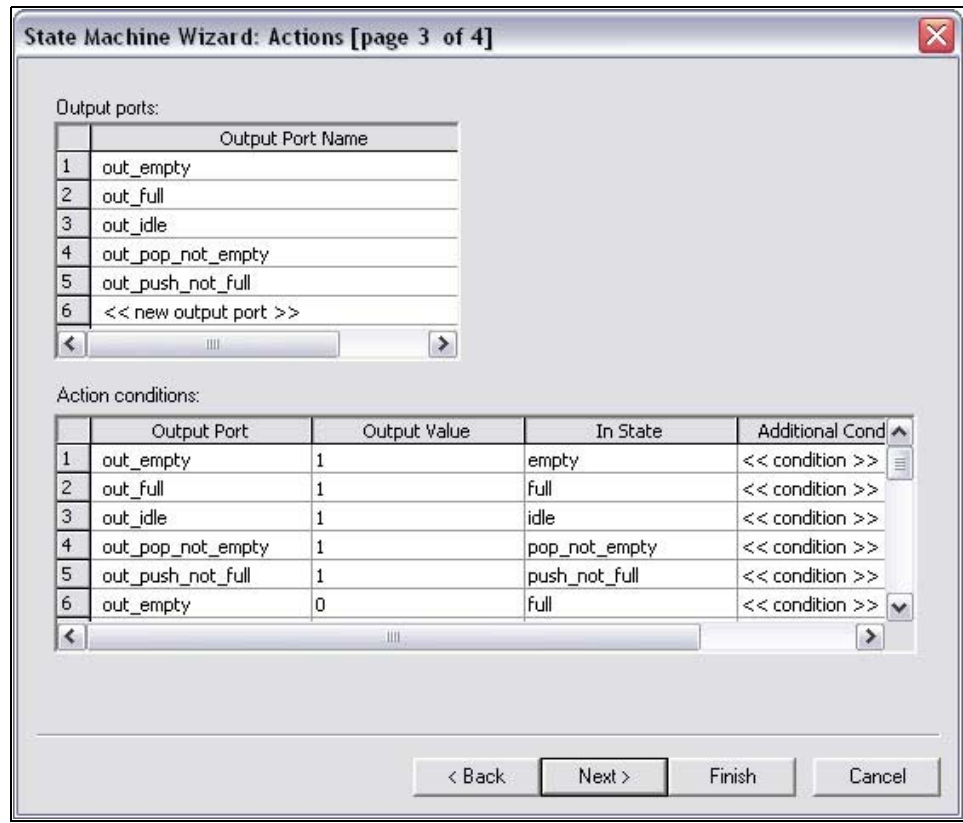 State Machine Wizard: Actions [page 3 of 4]
Output ports:
Output Port Name
1 out_empty
2 out_full
3 out_idle
4 out_pop_not_empty
5 out_push_not_full
6 << new output port >>
Action conditions:
Output Port Output Value In State Additional Cond
1 out_empty 1 empty << condition >>
2 out_full 1 full << condition >>
3 out_idle 1 idle << condition >>
4 out_pop_not_empty 1 pop_not_empty << condition >>
5 out_push_not_full 1 push_not_full << condition >>
6 out_empty 0 full << condition >>
< Back Next > Finish Cancel